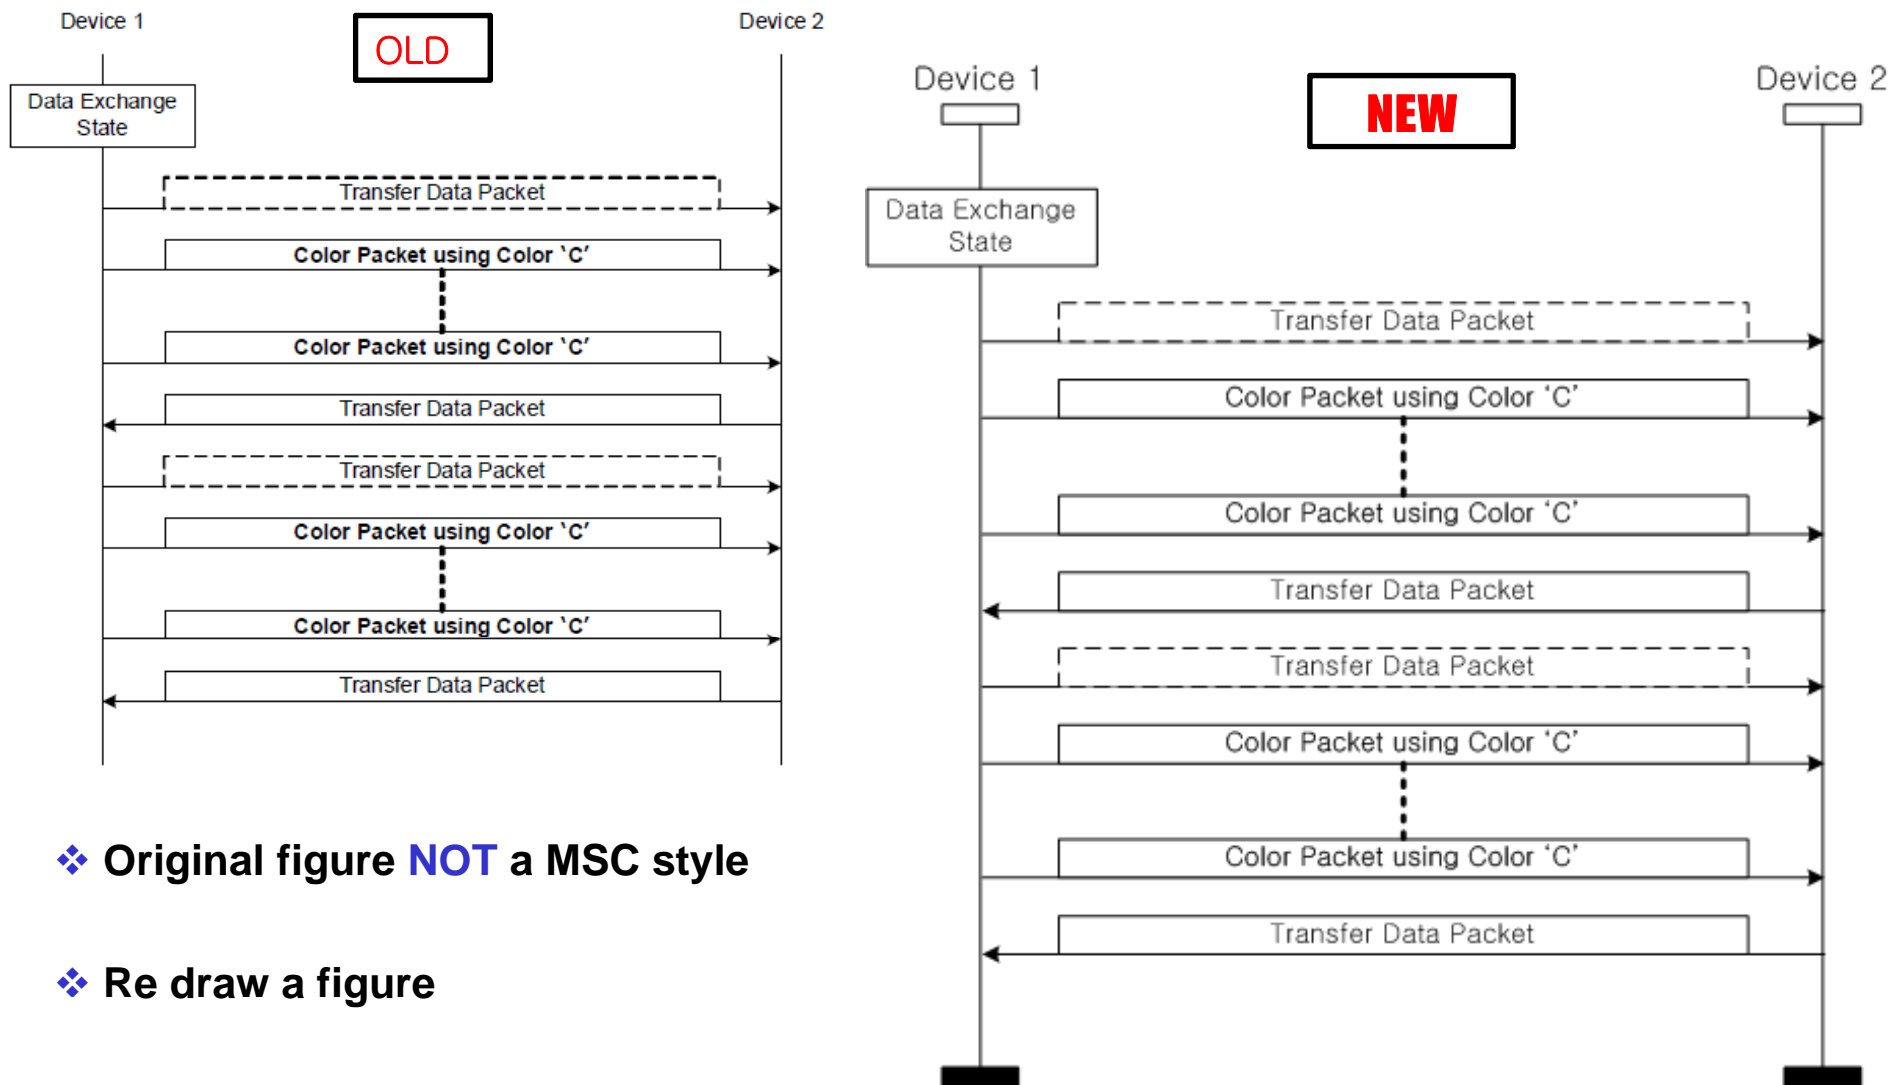 Device 1
OLD
Device 2
Data Exchange
State
Transfer Data Packet
Color Packet using Color ‘C’
Color Packet using Color ‘C’
Transfer Data Packet
Transfer Data Packet
Color Packet using Color ‘C’
Color Packet using Color ‘C’
Transfer Data Packet
❖ Original figure NOT a MSC style
❖ Re draw a figure
Device 1
NEW
Device 2
Data Exchange
State
Transfer Data Packet
Color Packet using Color ‘C’
Color Packet using Color ‘C’
Transfer Data Packet
Transfer Data Packet
Color Packet using Color ‘C’
Color Packet using Color ‘C’
Transfer Data Packet